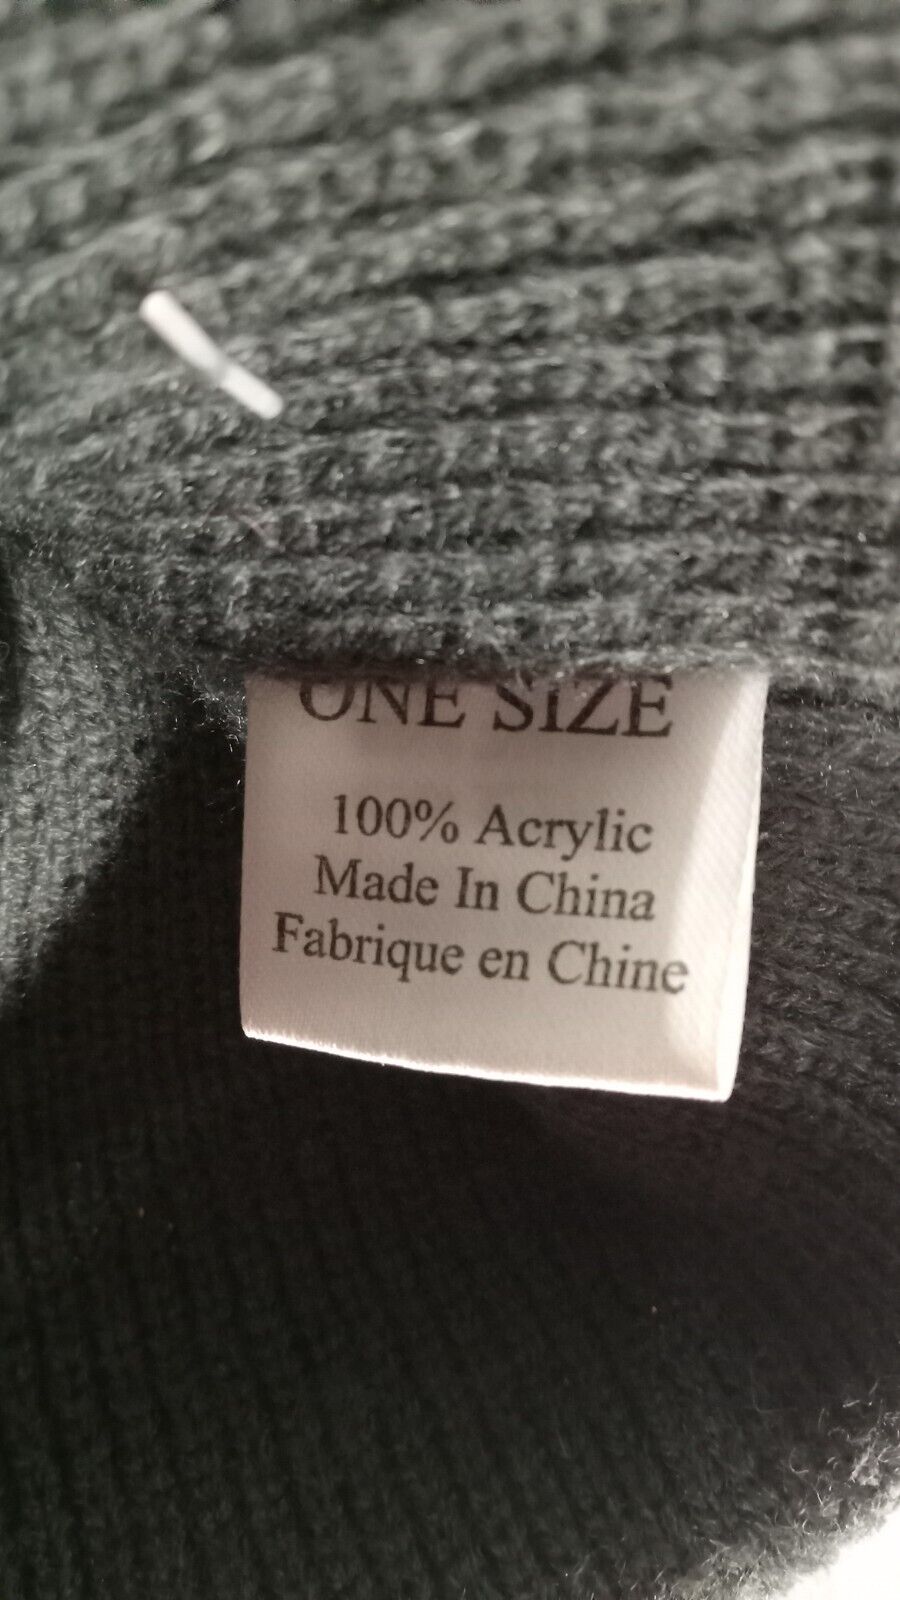 ONE SIZE
100% Acrylic
Made In China
Fabrique en Chine